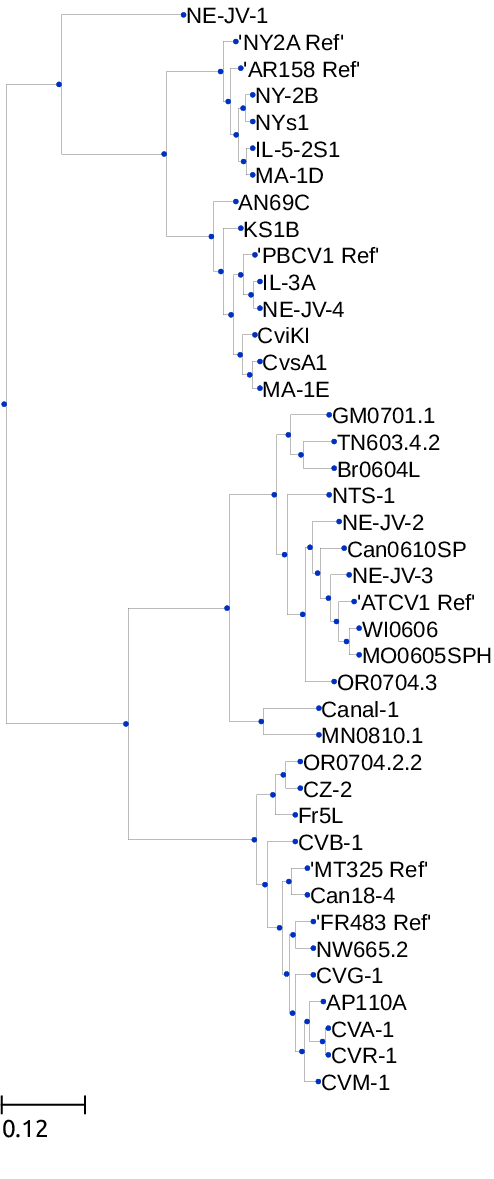 NE-JV-1
'NY2A Ref'
'AR158 Ref'
NY-2B
NYs1
IL-5-2S1
MA-1D
AN69C
KS1B
'PBCV1 Ref'
IL-3A
NE-JV-4
CviKI
CvsA1
MA-1E
GM0701.1
TN603.4.2
Br0604L
NTS-1
NE-JV-2
Can0610SP
NE-JV-3
'ATCV1 Ref'
WI0606
MO0605SPH
OR0704.3
Canal-1
MN0810.1
OR0704.2.2
CZ-2
Fr5L
CVB-1
'MT325 Ref'
Can18-4
'FR483 Ref'
NW665.2
CVG-1
AP110A
CVA-1
CVR-1
CVM-1
0.12